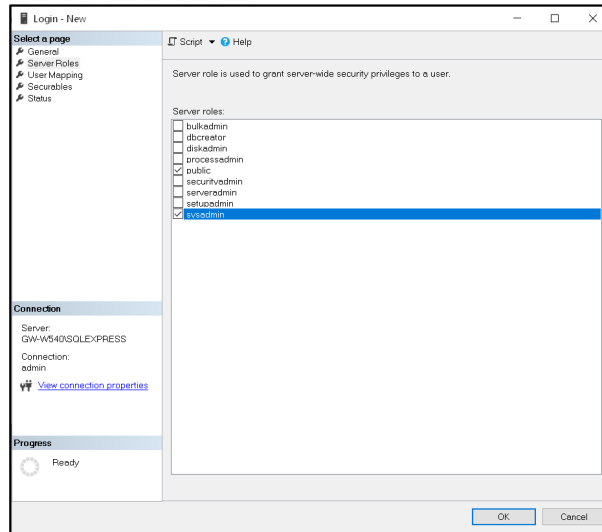 Login - New
Select a page
General
Server Roles
User Mapping
Securables
Status
Script Help
Server role is used to grant server-wide security privileges to a user.
Server roles:
bulkadmin
dbcreator
diskadmin
processadmin
public
securityadmin
serveradmin
setupadmin
sysadmin
Connection
Server:
GW-W540\SQLEXPRESS
Connection:
admin
View connection properties
Progress
Ready
OK Cancel